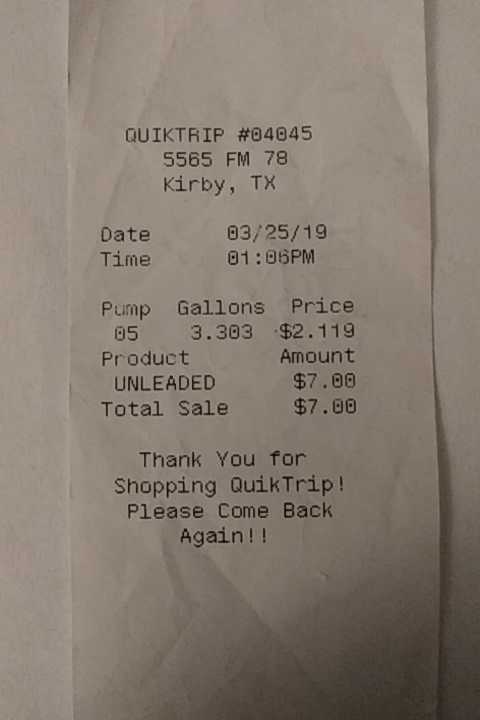 QUIKTRIP #04045
5565 FM 78
Kirby, TX
Date 03/25/19
Time 01:06PM
Pump Gallons Price
05 3.303 $2.119
Product Amount
UNLEADED $7.00
Total Sale $7.00
Thank You for
Shopping QuikTrip!
Please Come Back
Again!!